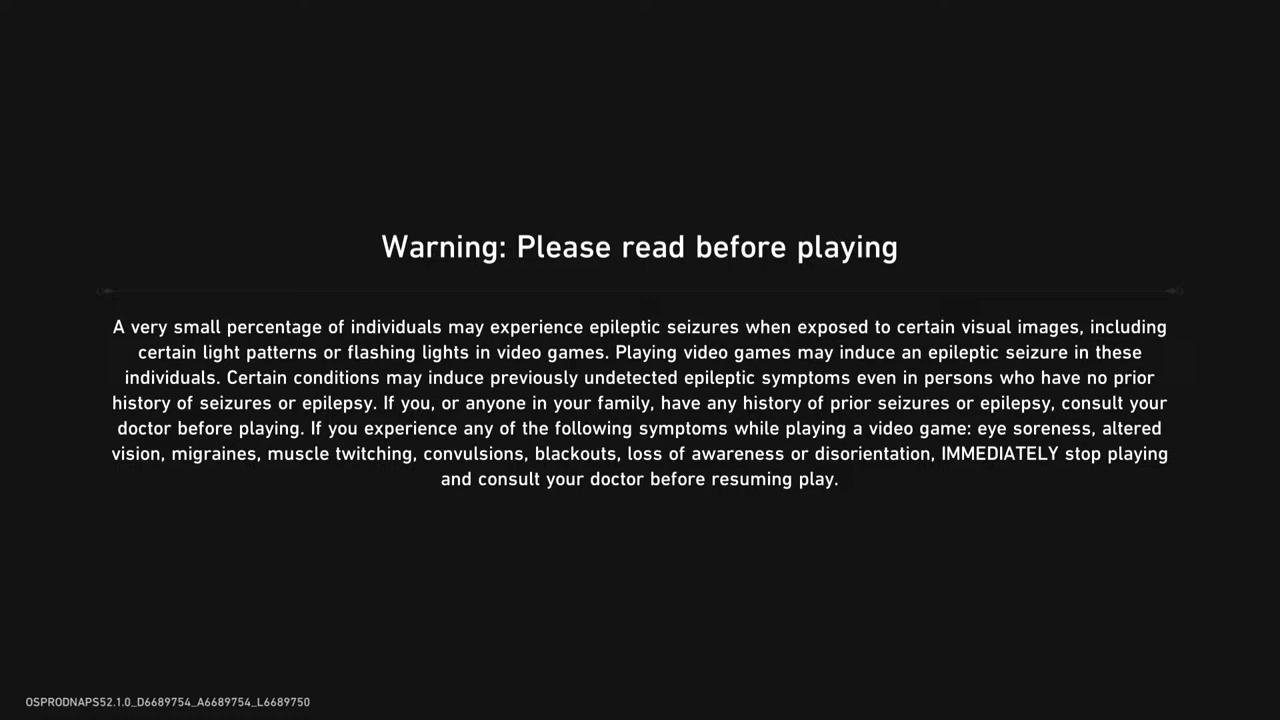 Warning: Please read before playing
A very small percentage of individuals may experience epileptic seizures when exposed to certain visual images, including
certain light patterns or flashing lights in video games. Playing video games may induce an epileptic seizure in these
individuals. Certain conditions may induce previously undetected epileptic symptoms even in persons who have no prior
history of seizures or epilepsy. If you, or anyone in your family, have any history of prior seizures or epilepsy, consult your
doctor before playing. If you experience any of the following symptoms while playing a video game: eye soreness, altered
vision, migraines, muscle twitching, convulsions, blackouts, loss of awareness or disorientation, IMMEDIATELY stop playing
and consult your doctor before resuming play.
OSPRODNAPS52.1.0_D6689754_A6689754_L6689750